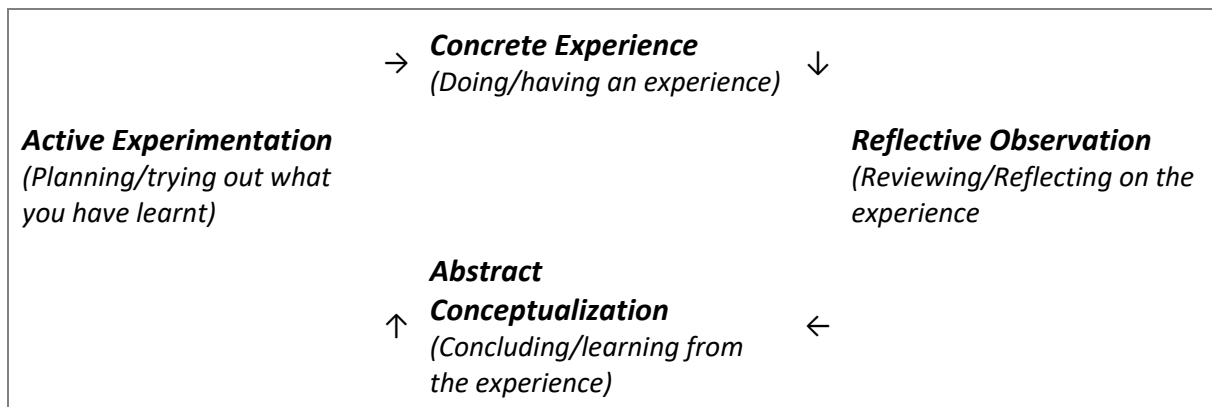 → Concrete Experience ↓
(Doing/having an experience)
Active Experimentation
(Planning/trying out what
you have learnt)
Reflective Observation
(Reviewing/Reflecting on the
experience
Abstract
Conceptualization
↑ (Concluding/learning from ←
the experience)